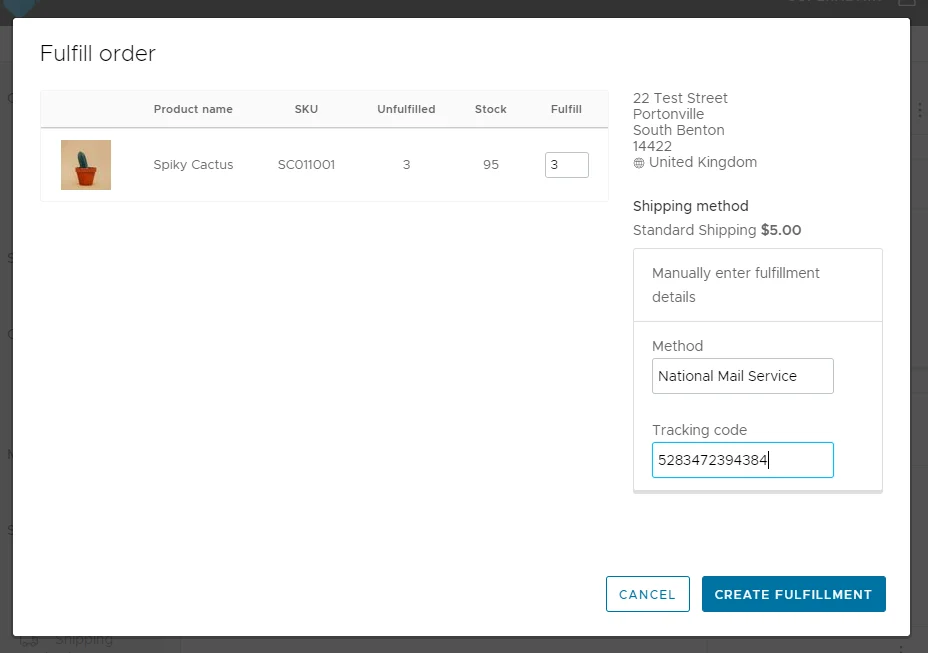 Fulfill order
Product name SKU Unfulfilled Stock Fulfill
Spiky Cactus SC011001 3 95 3
22 Test Street
Portonville
South Benton
14422
United Kingdom
Shipping method
Standard Shipping $5.00
Manually enter fulfillment
details
Method
National Mail Service
Tracking code
5283472394384
CANCEL CREATE FULFILLMENT
Shipping